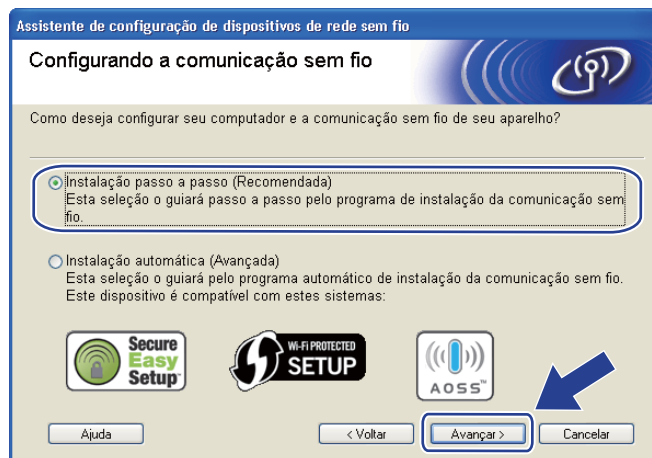 Assistente de configuração de dispositivos de rede sem fio
Configurando a comunicação sem fio
Como deseja configurar seu computador e a comunicação sem fio de seu aparelho?
Instalação passo a passo (Recomendada)
Esta seleção o guiará passo a passo pelo programa de instalação da comunicação sem
fio.
Instalação automática (Avançada)
Esta seleção o guiará pelo programa automático de instalação da comunicação sem fio.
Este dispositivo é compatível com estes sistemas:
Secure
Easy
Setup™
Wi-Fi PROTECTED
SETUP
AOSS™
Ajuda
< Voltar
Avançar >
Cancelar